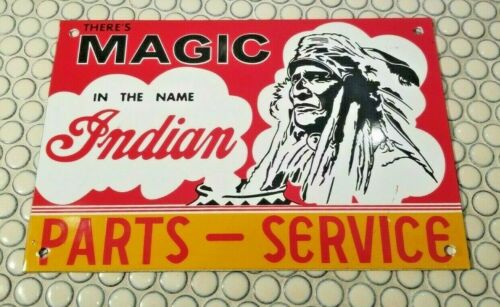 THERE'S
MAGIC
IN THE NAME
Indian
PARTS - SERVICE